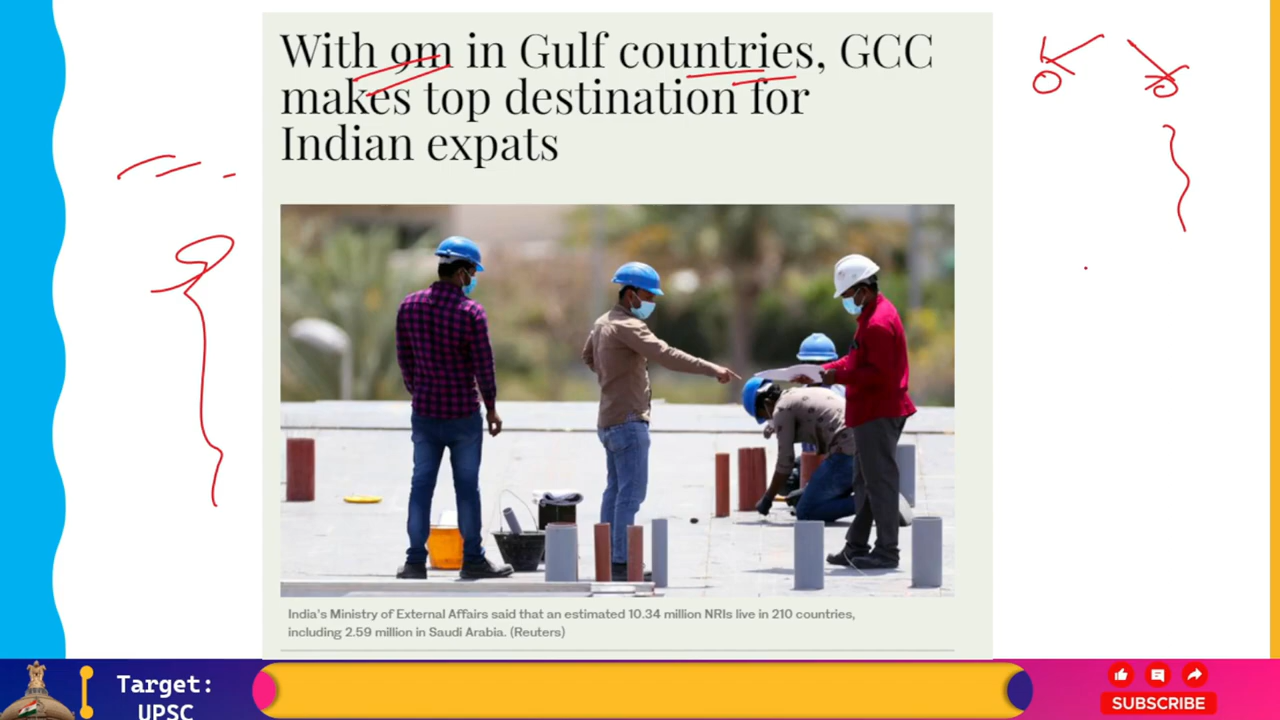 With 9m in Gulf countries, GCC
makes top destination for
Indian expats
India's Ministry of External Affairs said that an estimated 10.34 million NRIs live in 210 countries,
including 2.59 million in Saudi Arabia. (Reuters)
Target:
UPSC
SUBSCRIBE